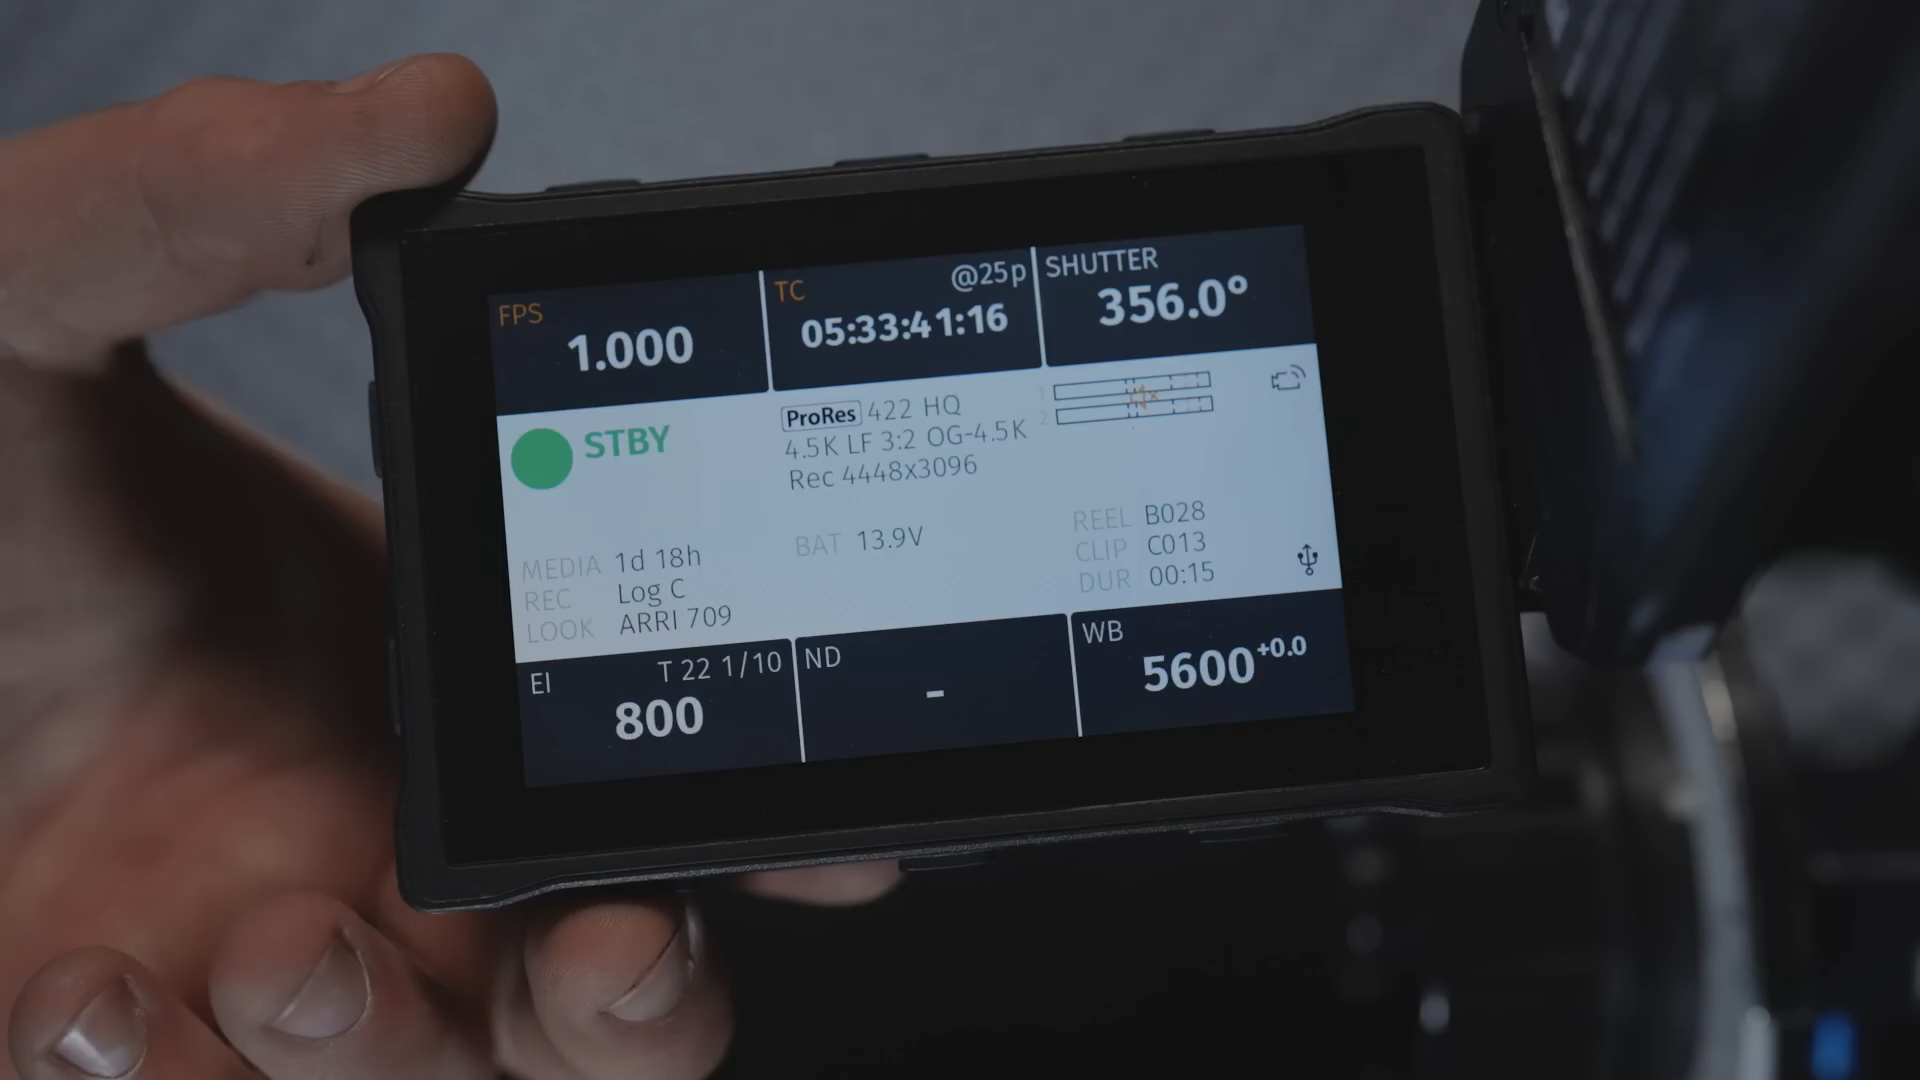 FPS
1.000
TC @25p
05:33:41:16
SHUTTER
356.0°
STBY
ProRes 422 HQ
4.5K LF 3:2 OG-4.5K
Rec 4448x3096
1
2
MEDIA 1d 18h
REC Log C
LOOK ARRI 709
BAT 13.9V
REEL B028
CLIP C013
DUR 00:15
EI T 22 1/10
800
ND
-
WB
5600+0.0